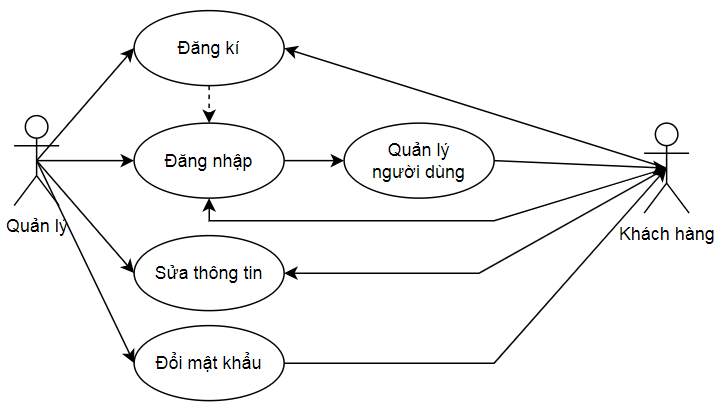 Đăng kí
Đăng nhập
Quản lý
người dùng
Quản lý
Khách hàng
Sửa thông tin
Đổi mật khẩu